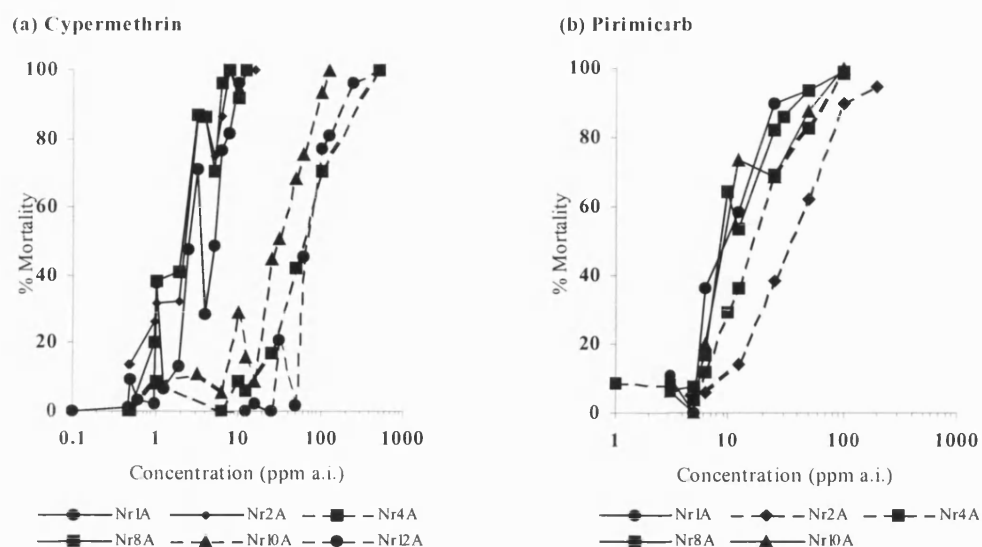 (a) Cypermethrin
% Mortality
100
80
60
40
20
0
0.1 1 10 100 1000
Concentration (ppm a.i.)
Nr1A Nr2A Nr4A
Nr8A Nr10A Nr12A
(b) Pirimicarb
% Mortality
100
80
60
40
20
0
1 10 100 1000
Concentration (ppm a.i.)
Nr1A Nr2A Nr4A
Nr8A Nr10A